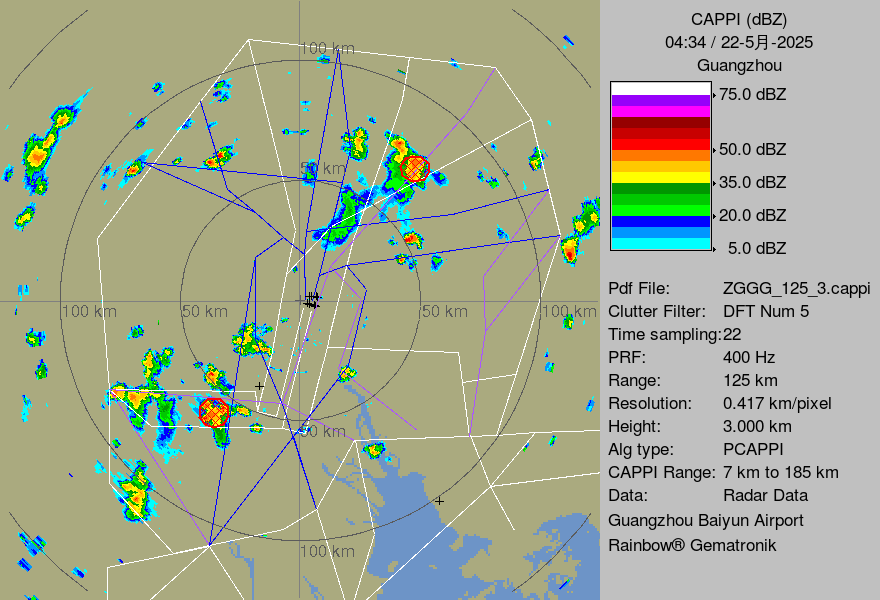 CAPPI (dBZ)
04:34 / 22-5月-2025
Guangzhou
75.0 dBZ
50.0 dBZ
35.0 dBZ
20.0 dBZ
5.0 dBZ
Pdf File: ZGGG_125_3.cappi
Clutter Filter: DFT Num 5
Time sampling:22
PRF: 400 Hz
Range: 125 km
Resolution: 0.417 km/pixel
Height: 3.000 km
Alg type: PCAPPI
CAPPI Range: 7 km to 185 km
Data: Radar Data
Guangzhou Baiyun Airport
Rainbow® Gematronik
100 km
50 km
100 km
50 km
50 km
100 km
50 km
100 km